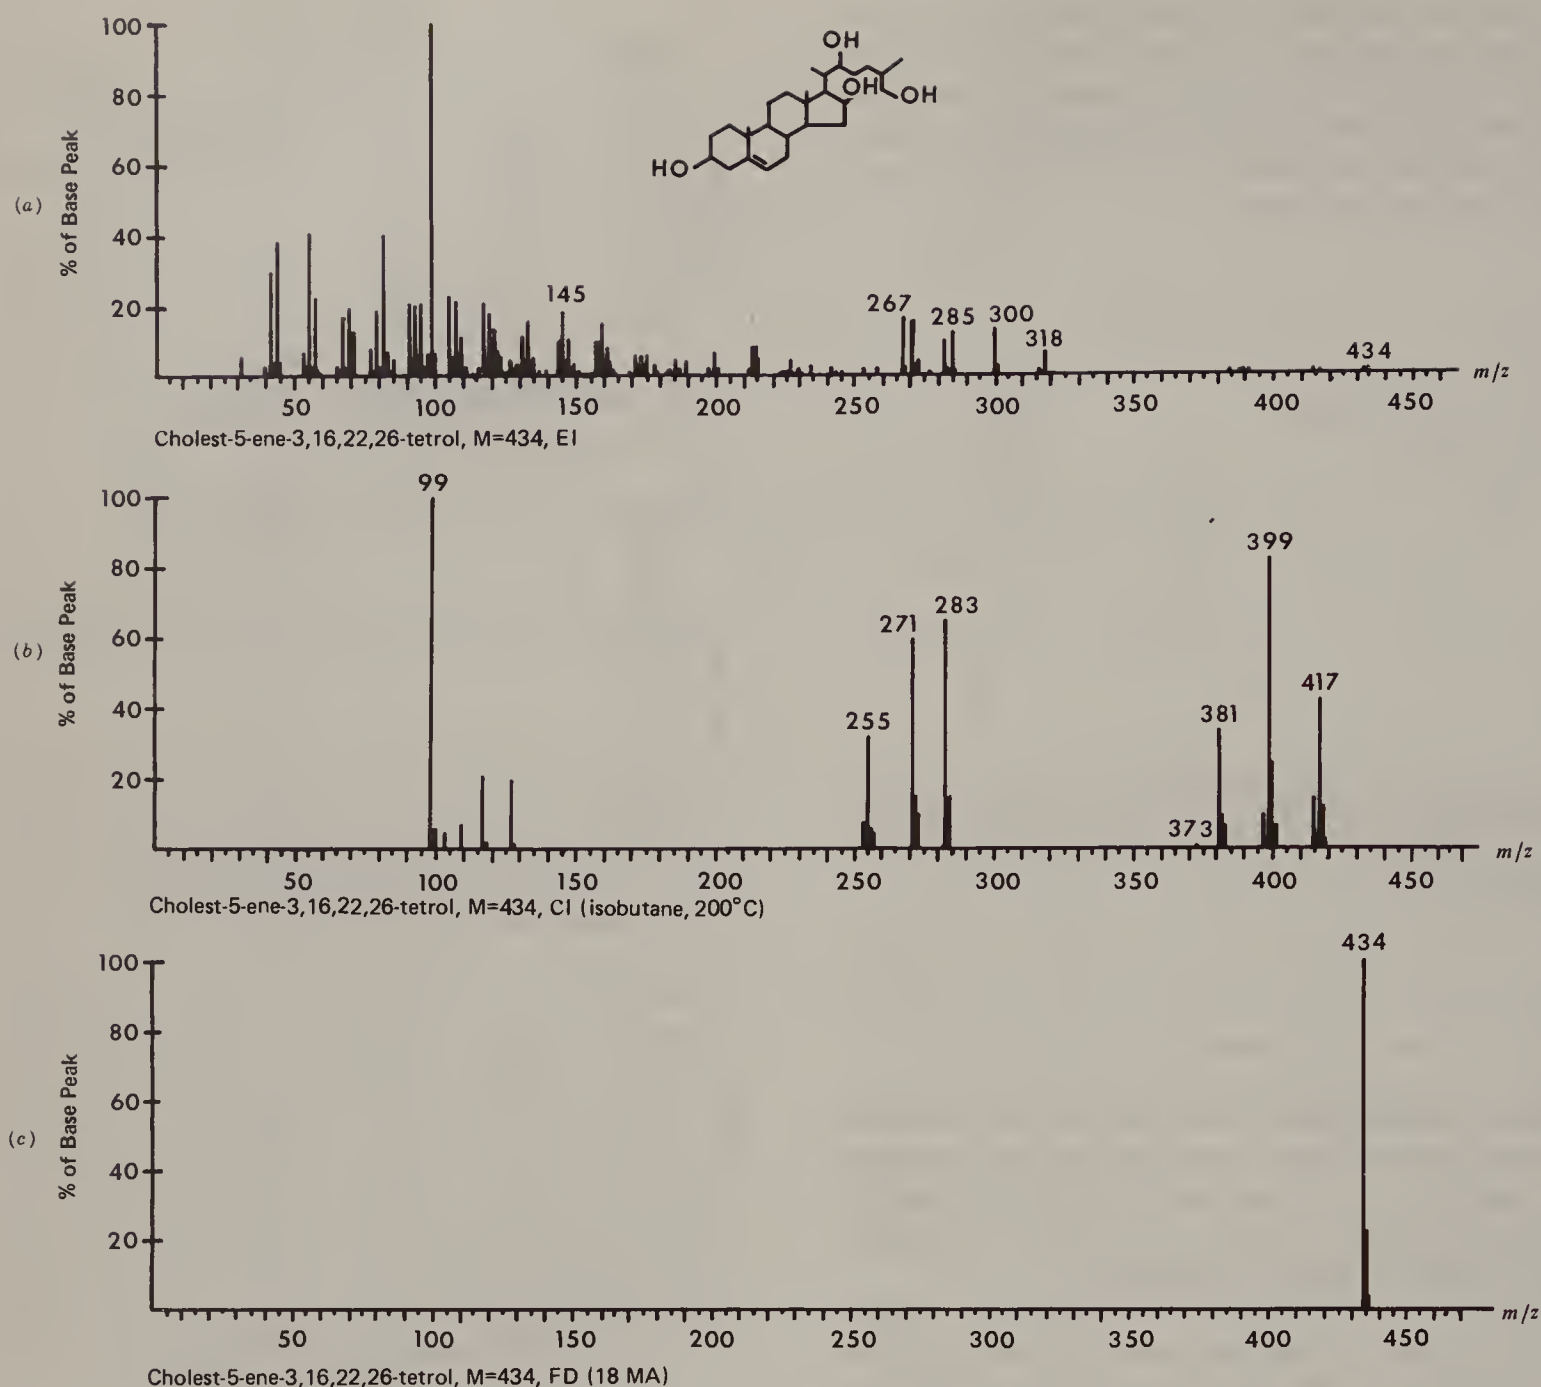 100
80
60
40
20
% of Base Peak
(a)
OH
OH
OH
HO
145
267
285
300
318
434
50 100 150 200 250 300 350 400 450
m/z
Cholest-5-ene-3,16,22,26-tetrol, M=434, EI
100
80
60
40
20
% of Base Peak
(b)
99
255
271
283
373
381
399
417
50 100 150 200 250 300 350 400 450
m/z
Cholest-5-ene-3,16,22,26-tetrol, M=434, CI (isobutane, 200°C)
100
80
60
40
20
% of Base Peak
(c)
434
50 100 150 200 250 300 350 400 450
m/z
Cholest-5-ene-3,16,22,26-tetrol, M=434, FD (18 MA)